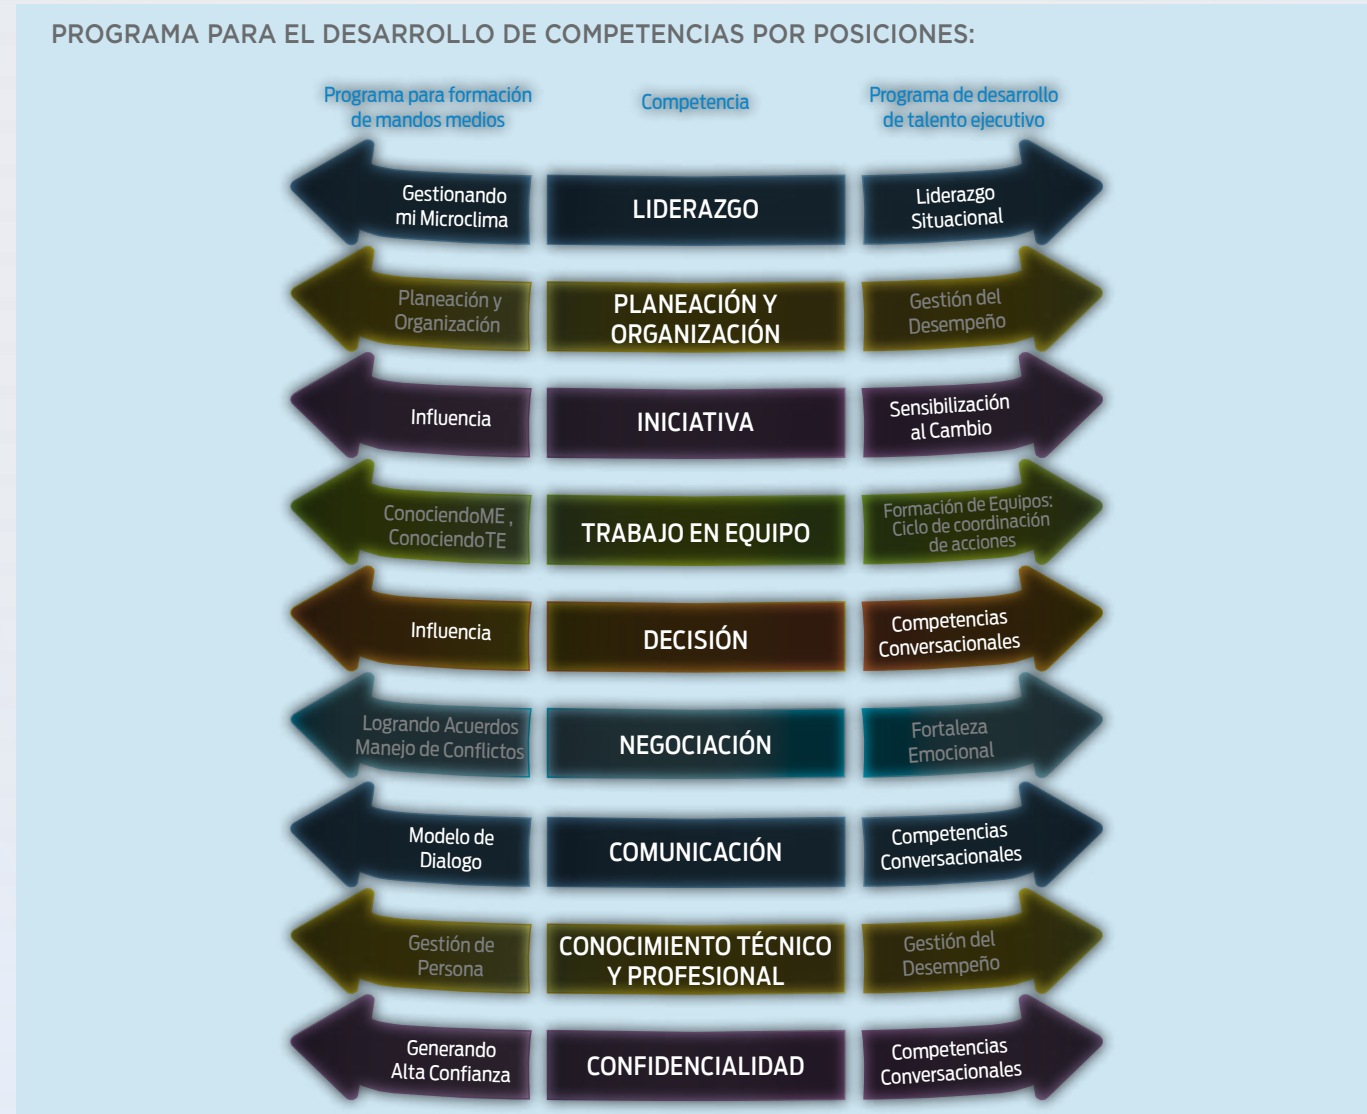 PROGRAMA PARA EL DESARROLLO DE COMPETENCIAS POR POSICIONES:
Programa para formación
de mandos medios
Competencia
Programa de desarrollo
de talento ejecutivo
Gestionando
mi Microclima
LIDERAZGO
Liderazgo
Situacional
Planeación y
Organización
PLANEACIÓN Y
ORGANIZACIÓN
Gestión del
Desempeño
Influencia
INICIATIVA
Sensibilización
al Cambio
ConociendoME ,
ConociendoTE
TRABAJO EN EQUIPO
Formación de Equipos:
Ciclo de coordinación
de acciones
Influencia
DECISIÓN
Competencias
Conversacionales
Logrando Acuerdos
Manejo de Conflictos
NEGOCIACIÓN
Fortaleza
Emocional
Modelo de
Dialogo
COMUNICACIÓN
Competencias
Conversacionales
Gestión de
Persona
CONOCIMIENTO TÉCNICO
Y PROFESIONAL
Gestión del
Desempeño
Generando
Alta Confianza
CONFIDENCIALIDAD
Competencias
Conversacionales